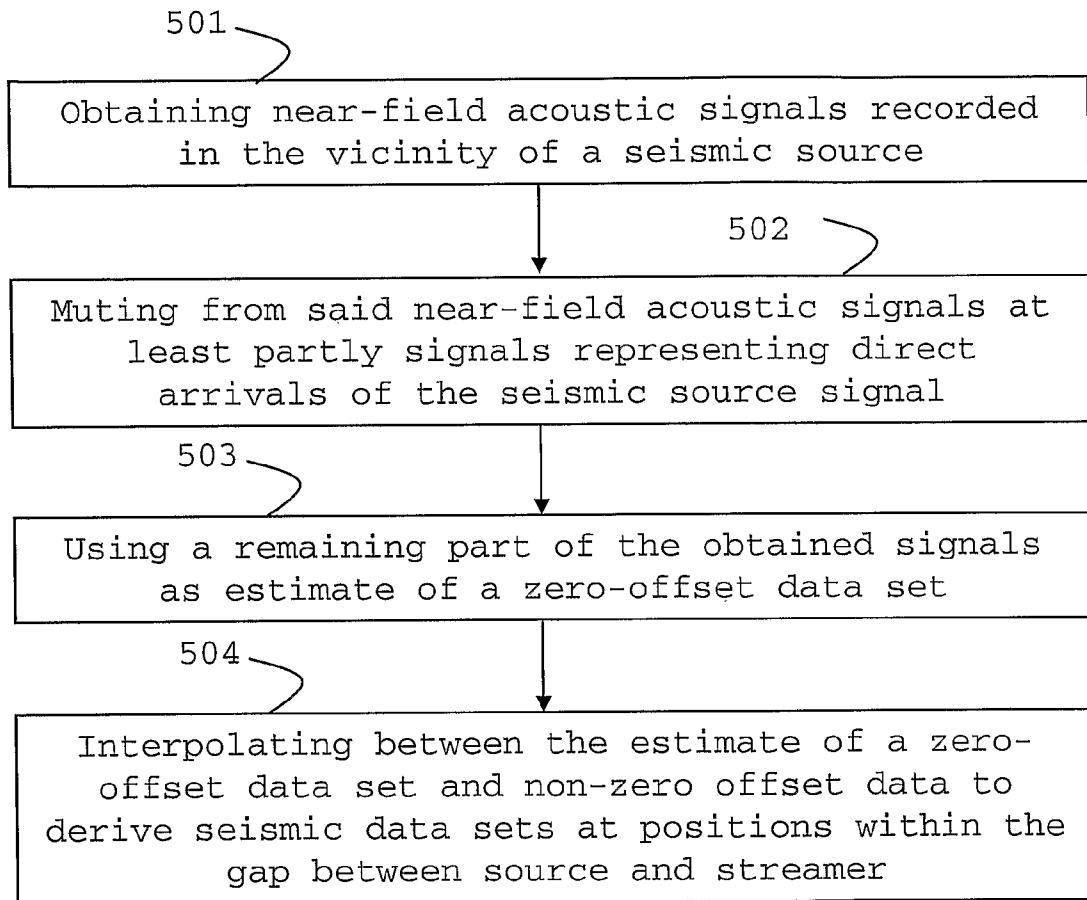 501
Obtaining near-field acoustic signals recorded
in the vicinity of a seismic source
502
Muting from said near-field acoustic signals at
least partly signals representing direct
arrivals of the seismic source signal
503
Using a remaining part of the obtained signals
as estimate of a zero-offset data set
504
Interpolating between the estimate of a zero-
offset data set and non-zero offset data to
derive seismic data sets at positions within the
gap between source and streamer